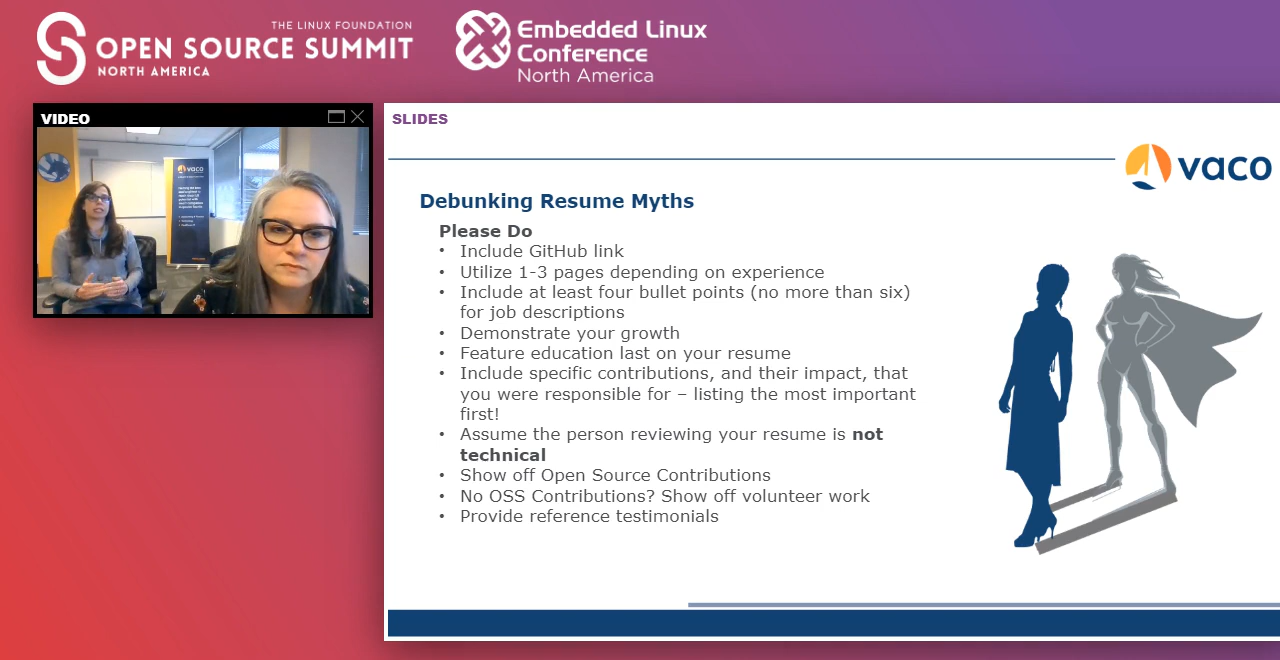 THE LINUX FOUNDATION
OPEN SOURCE SUMMIT
NORTH AMERICA
Embedded Linux
Conference
North America
VIDEO
vaco
SLIDES
vaco
Debunking Resume Myths
Please Do
• Include GitHub link
• Utilize 1-3 pages depending on experience
• Include at least four bullet points (no more than six)
for job descriptions
• Demonstrate your growth
• Feature education last on your resume
• Include specific contributions, and their impact, that
you were responsible for – listing the most important
first!
• Assume the person reviewing your resume is not
technical
• Show off Open Source Contributions
• No OSS Contributions? Show off volunteer work
• Provide reference testimonials